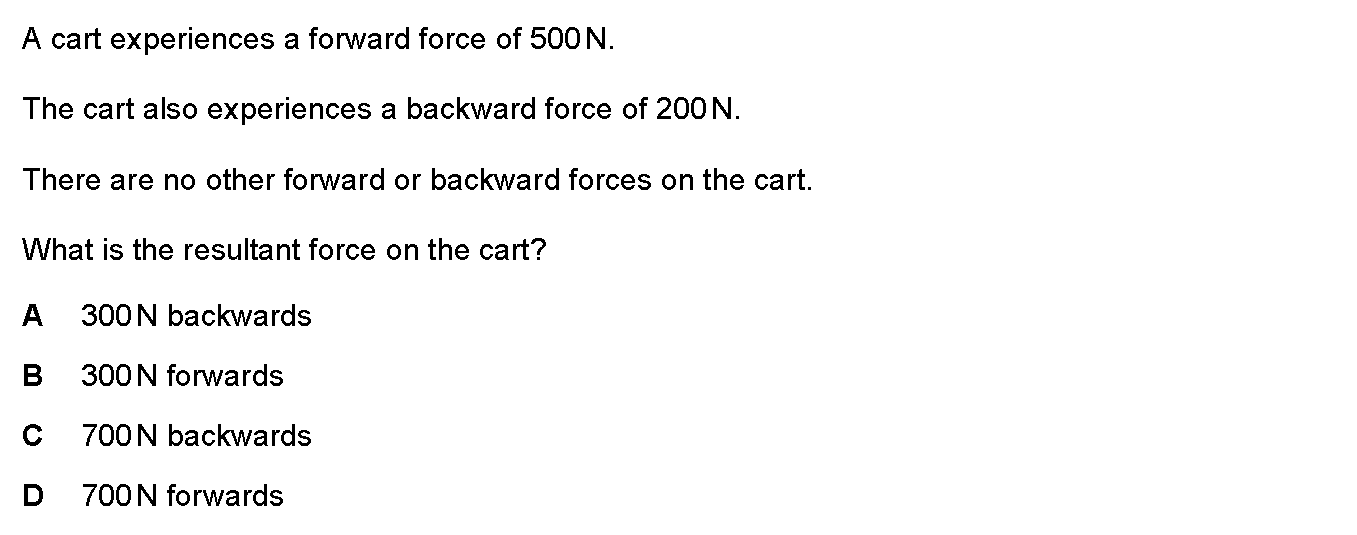 A cart experiences a forward force of 500 N.
The cart also experiences a backward force of 200 N.
There are no other forward or backward forces on the cart.
What is the resultant force on the cart?
A 300 N backwards
B 300 N forwards
C 700 N backwards
D 700 N forwards